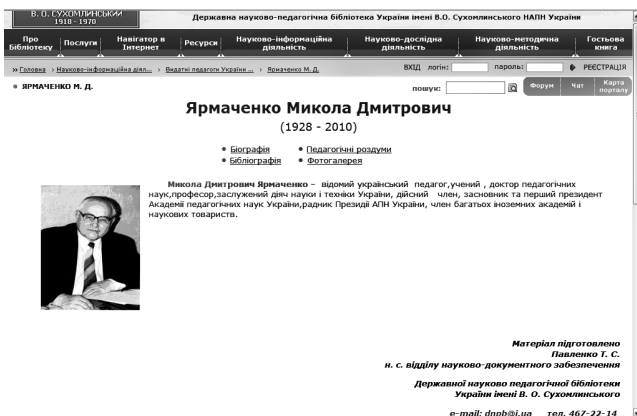 В. О. СУХОМЛИНСЬКИЙ
1918 - 1970
Державна науково-педагогічна бібліотека України імені В.О. Сухомлинського НАПН України
Про Бібліотеку
Послуги
Навігатор в Інтернет
Ресурси
Науково-інформаційна діяльність
Науково-дослідна діяльність
Науково-методична діяльність
Гостьова книга
» Головна › Науково-інформаційна діял... › Видатні педагоги України ... › Ярмаченко М. Д.
ВХІД логін: пароль: РЕЄСТРАЦІЯ
ЯРМАЧЕНКО М. Д.
пошук:
Форум
Чат
Карта порталу
Ярмаченко Микола Дмитрович
(1928 - 2010)
• Біографія • Педагогічні роздуми
• Бібліографія • Фотогалерея
Микола Дмитрович Ярмаченко – відомий український педагог,учений , доктор педагогічних
наук,професор,заслужений діяч науки і техніки України, дійсний член, засновник та перший президент
Академії педагогічних наук України,радник Президії АПН України, член багатьох іноземних академій і
наукових товариств.
Матеріал підготовлено
Павленко Т. С.
н. с. відділу науково-документного забезпечення
Державної науково педагогічної бібліотеки
України імені В. О. Сухомлинського
e-mail: dnpb@i.ua тел. 467-22-14